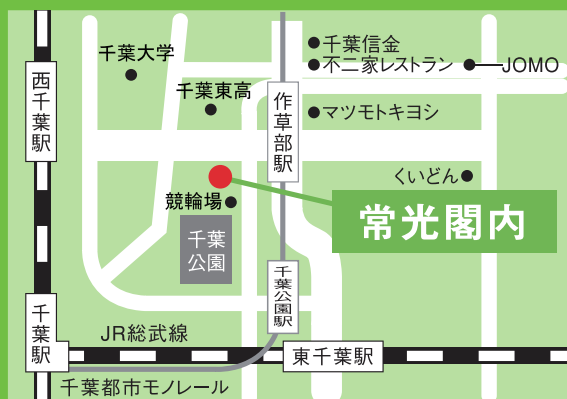 千葉信金
千葉大学
不二家レストラン
JOMO
西千葉駅
千葉東高
作草部駅
マツモトキヨシ
くいどん
競輪場
常光閣内
千葉
公園
千葉公園駅
千葉駅
JR総武線
東千葉駅
千葉都市モノレール